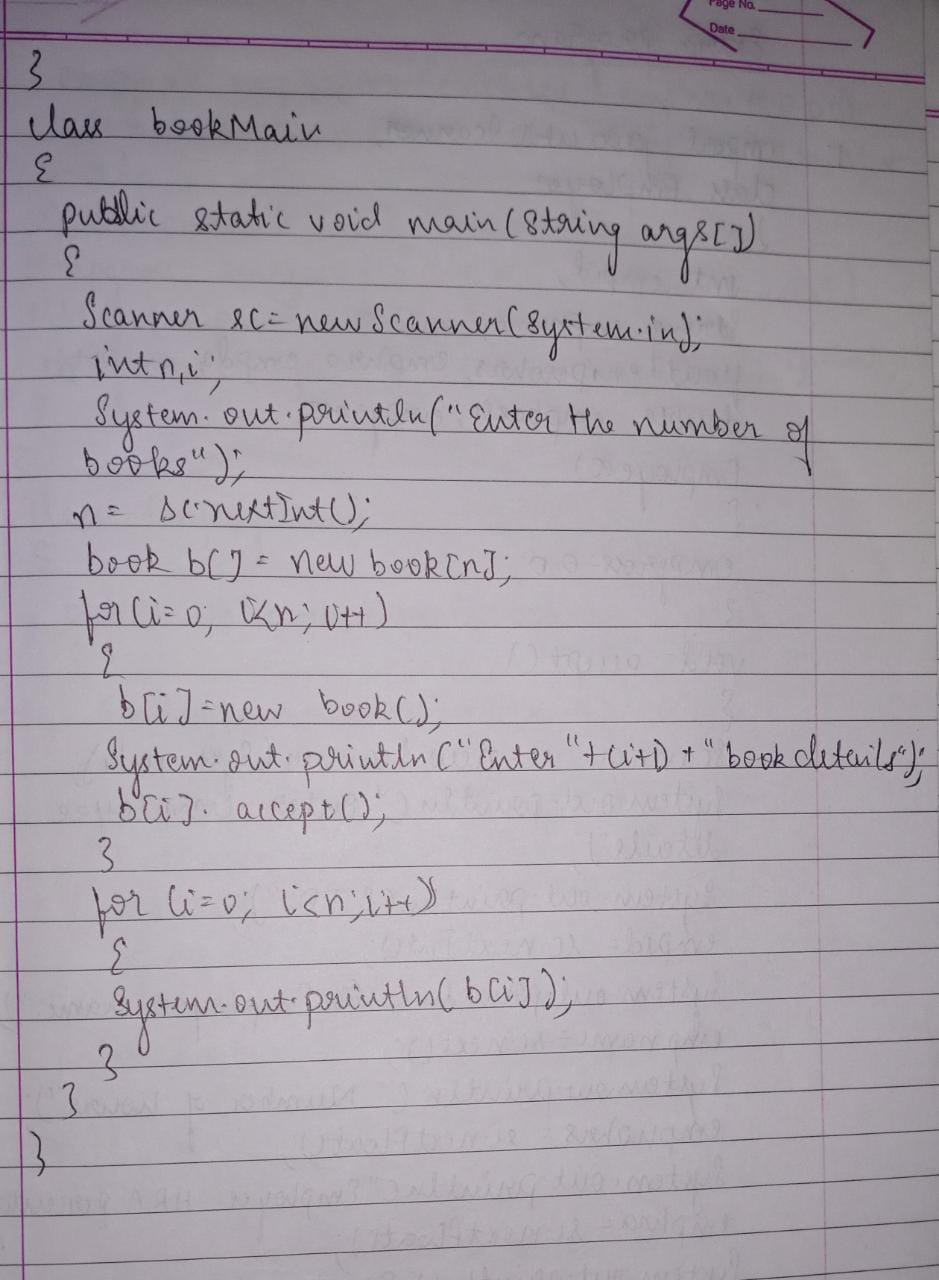 Page No.
Date
}
class bookMain
{
public static void main(String args[])
{
Scanner sc=new Scanner(System.in);
int n,i;
System.out.println("Enter the number of
books");
n= sc.nextInt();
book b[]=new book[n];
for(i=0; i<n; i++)
{
b[i]=new book();
System.out.println("Enter"+(i+1)+"book details");
b[i].accept();
}
for(i=0; i<n;i++)
{
System.out.println(b[i]);
}
}
}